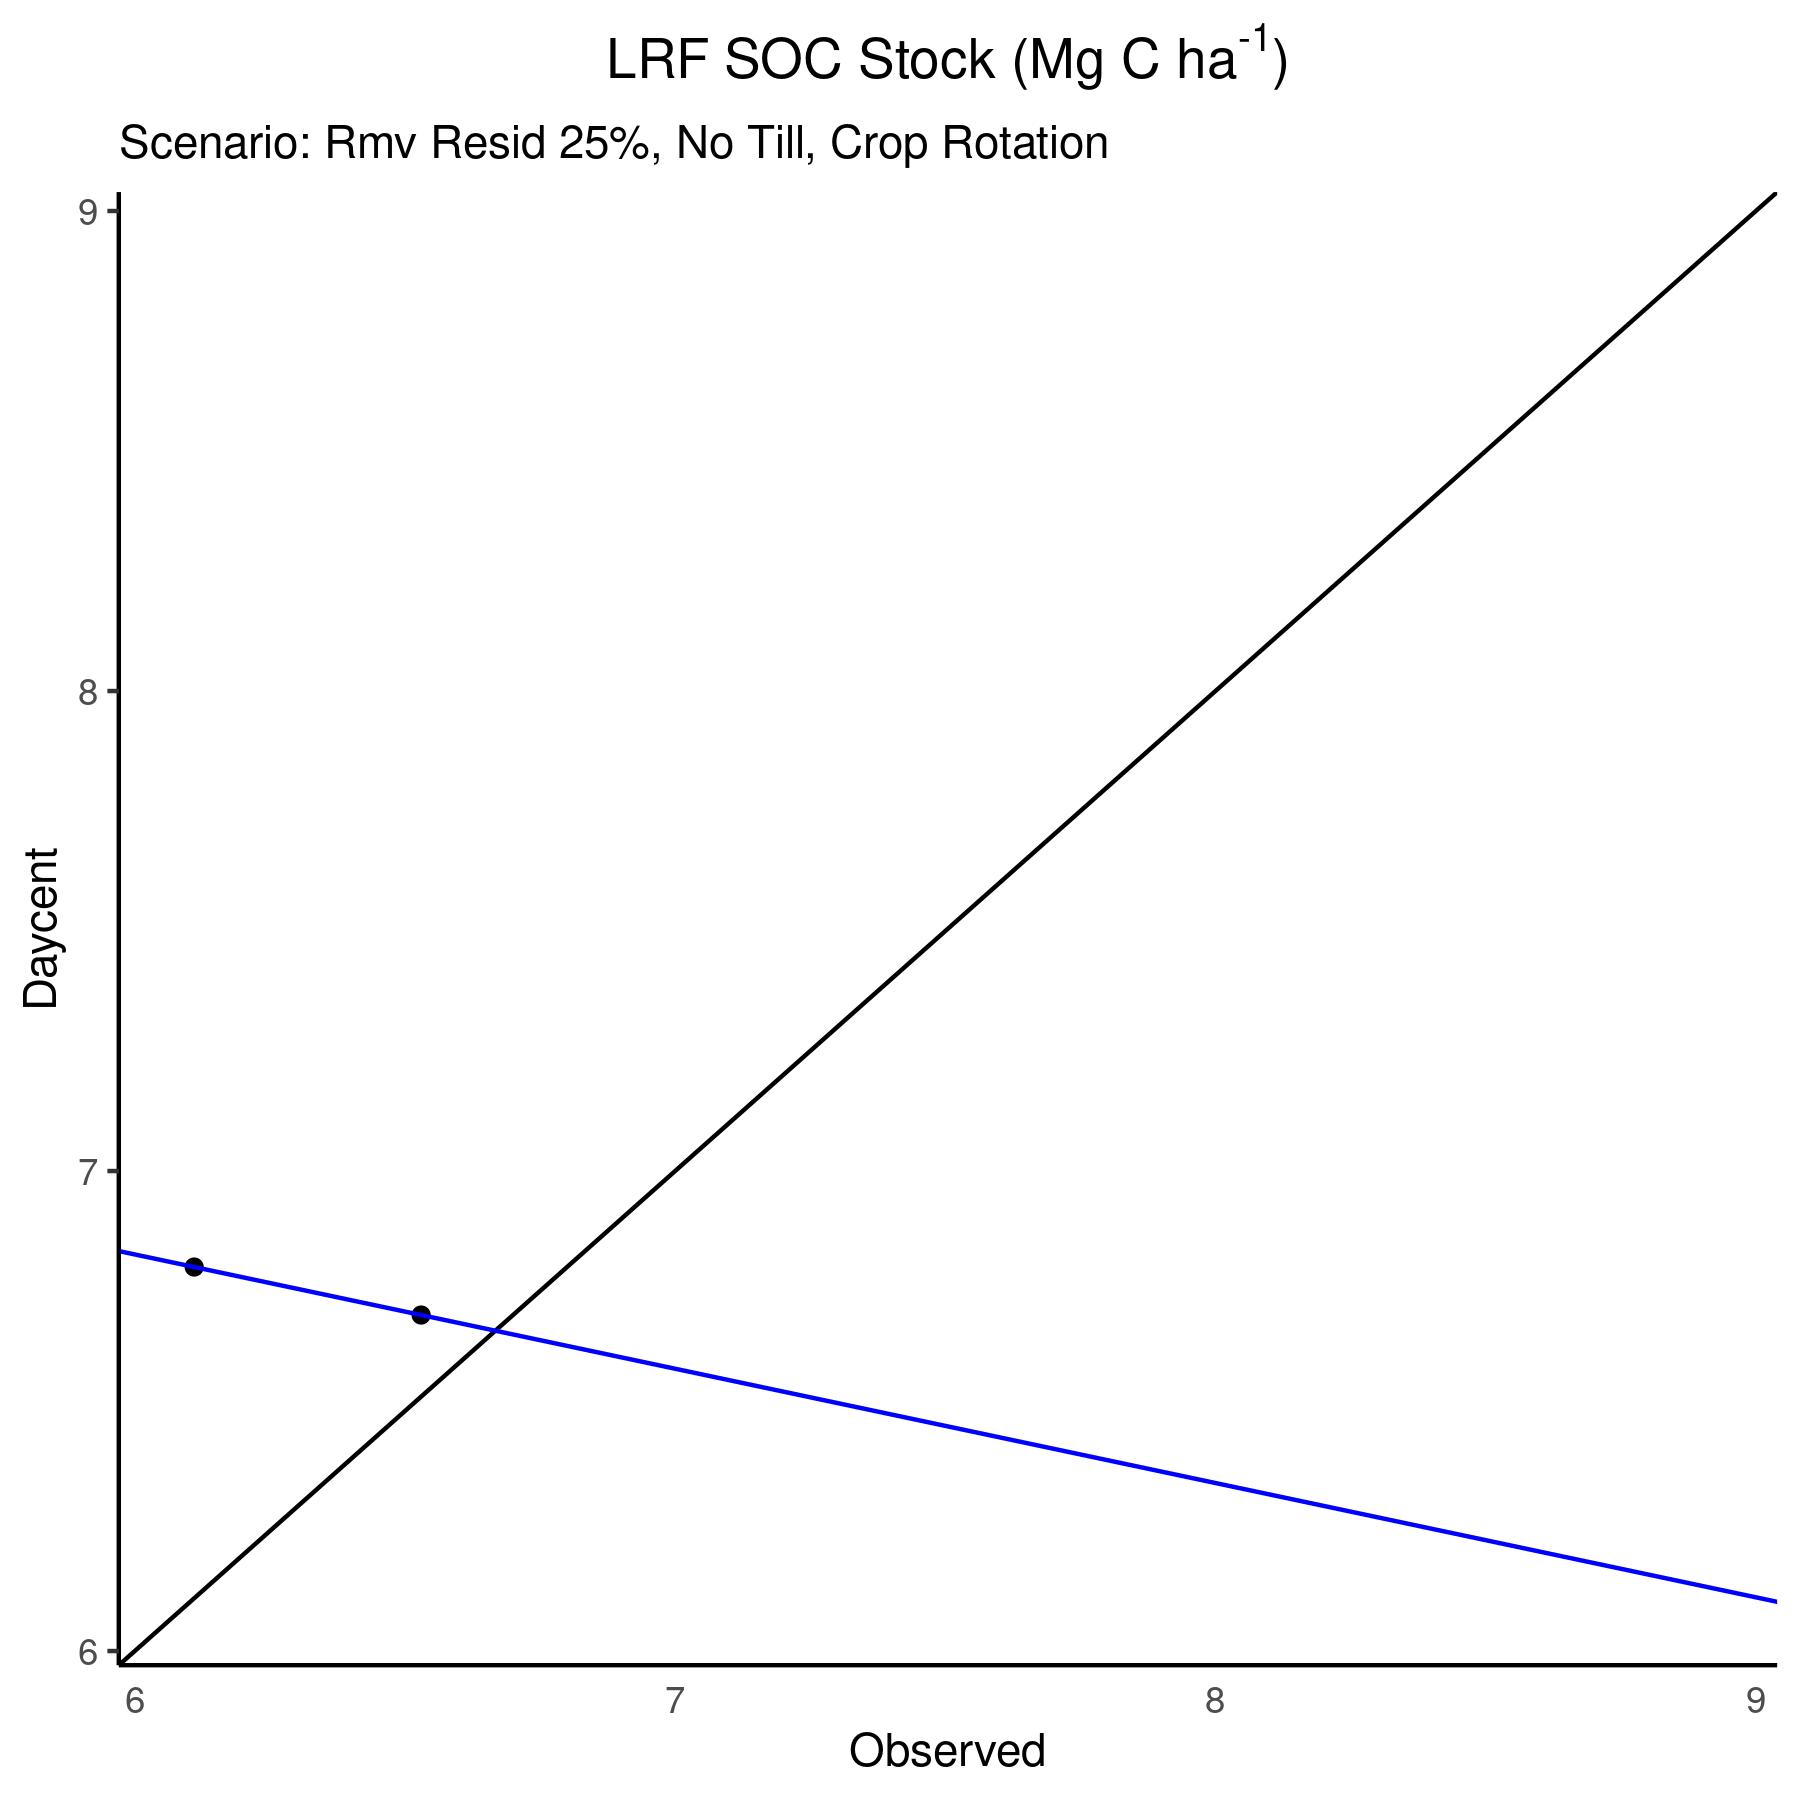 LRF SOC Stock (Mg C ha⁻¹)
Scenario: Rmv Resid 25%, No Till, Crop Rotation
9
8
7
6
Daycent
6 7 8 9
Observed